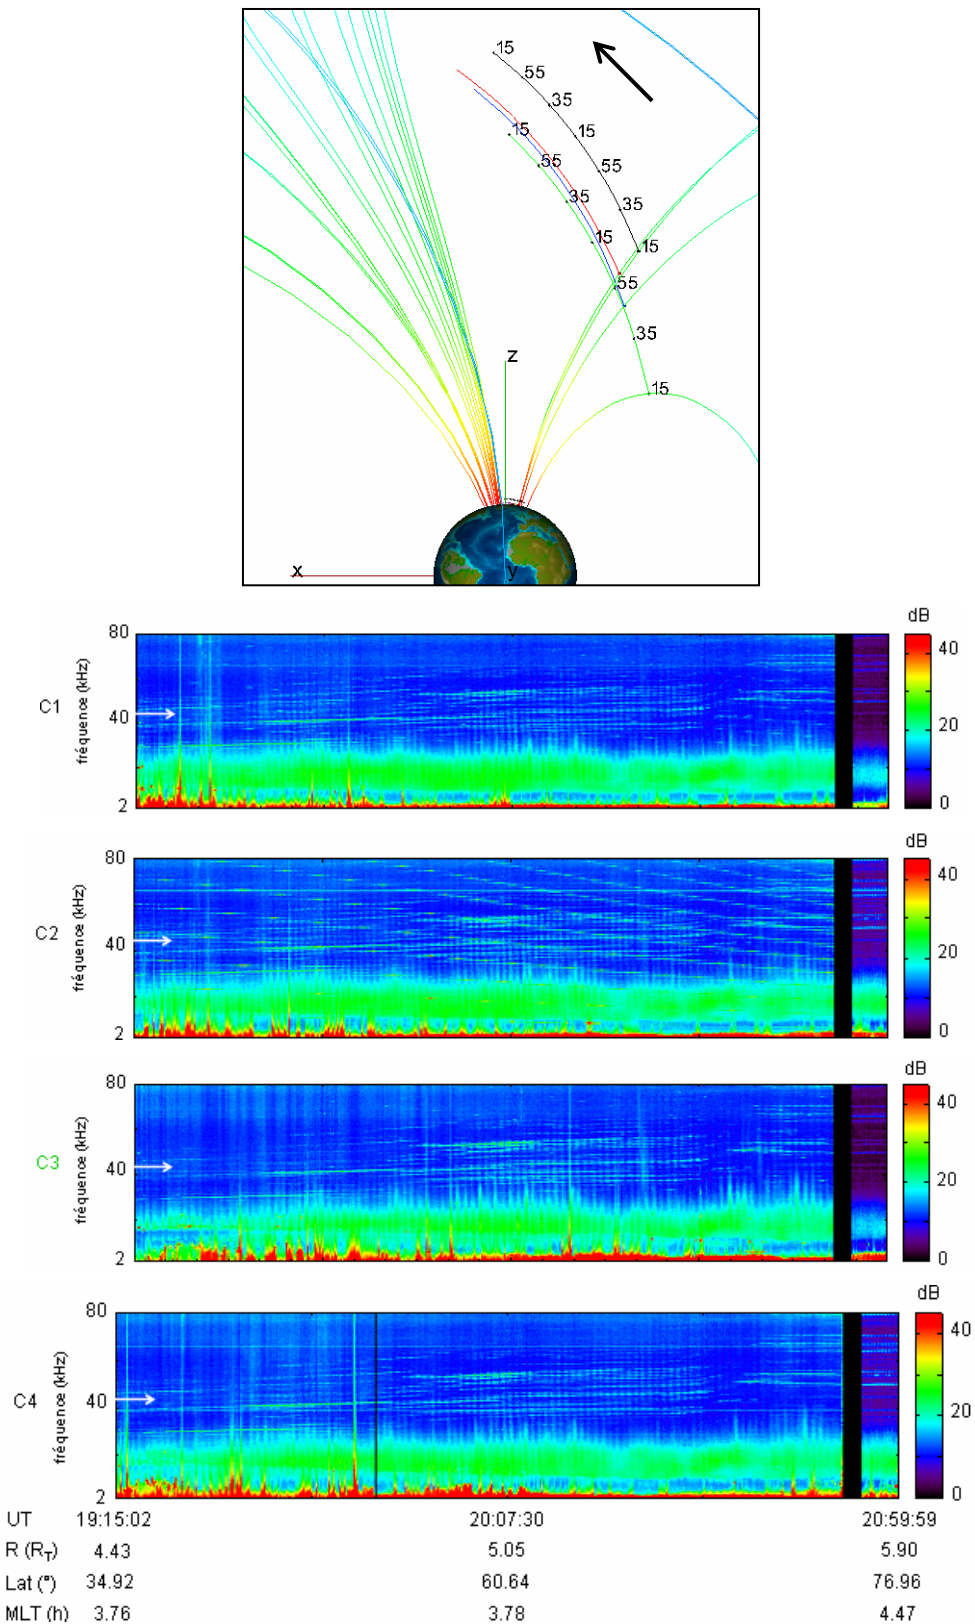 15
55
35
15
15
55
55
35
35
15
15
55
35
15
z
x
y
dB
80
40
20
0
C1
fréquence (kHz)
40
2
dB
80
40
20
0
C2
fréquence (kHz)
40
2
dB
80
40
20
0
C3
fréquence (kHz)
40
2
dB
80
40
20
0
C4
fréquence (kHz)
40
2
UT 19:15:02 20:07:30 20:59:59
R (R_T) 4.43 5.05 5.90
Lat (°) 34.92 60.64 76.96
MLT (h) 3.76 3.78 4.47